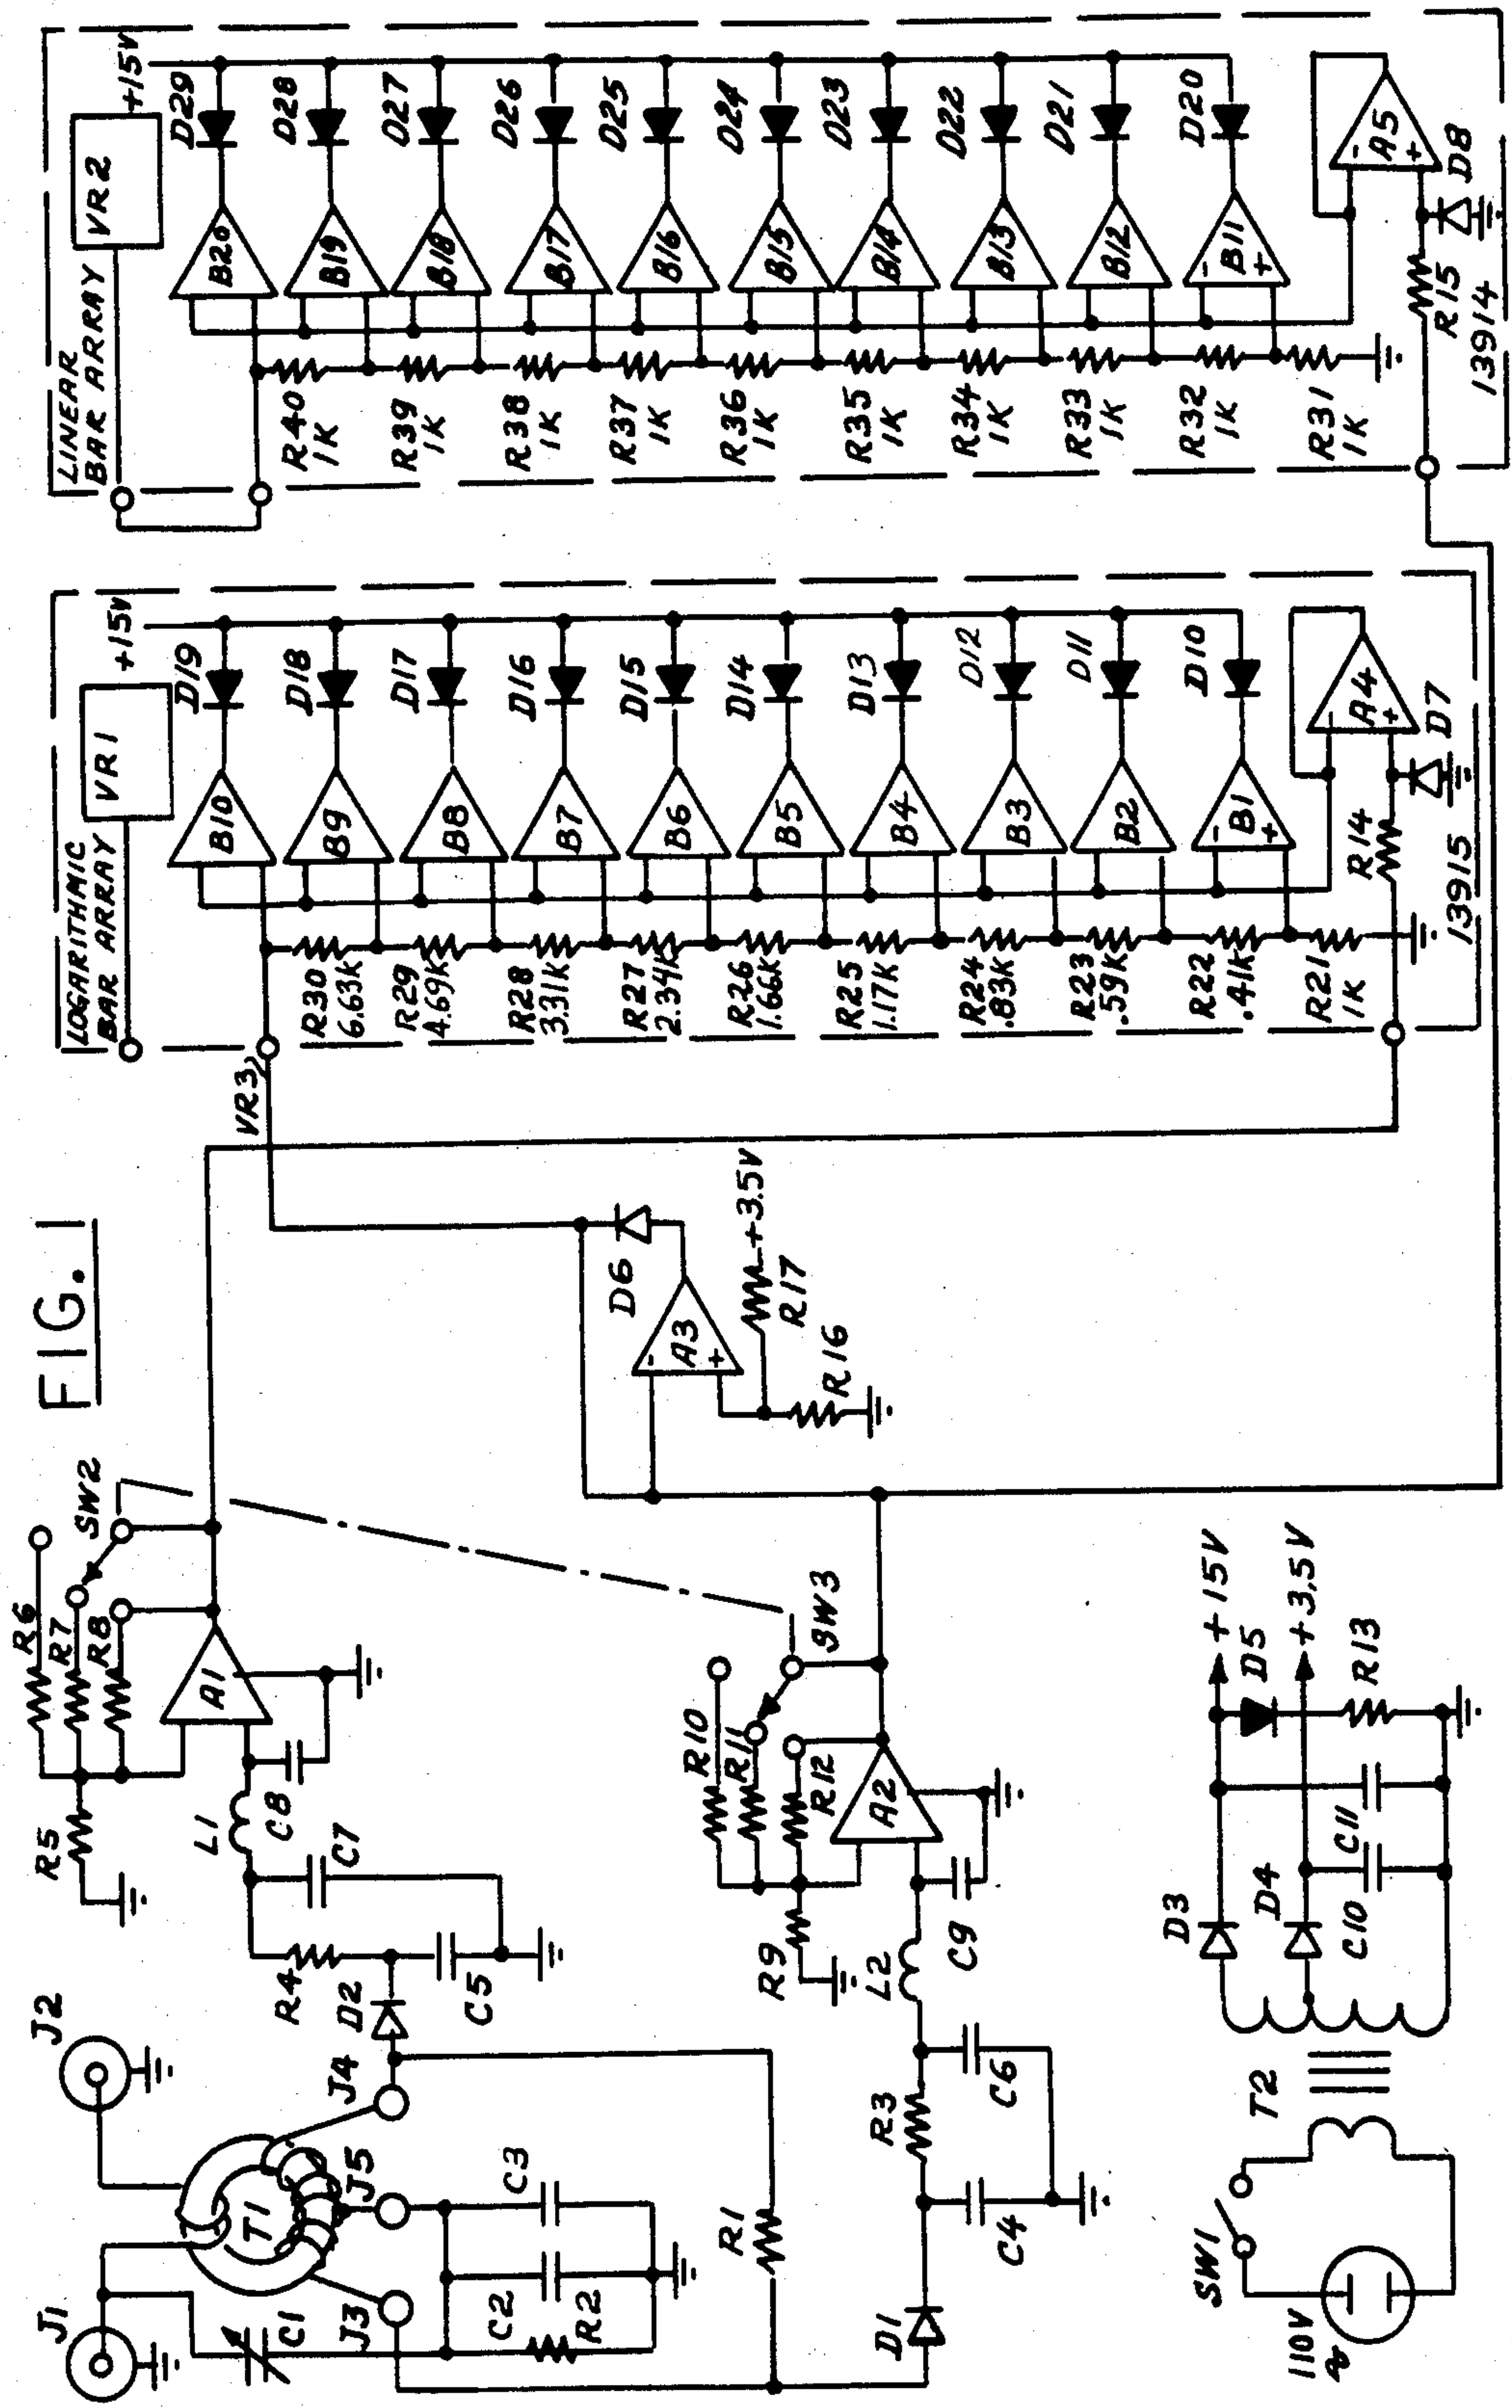 FIG. 1
J1
J2
T1
C1
J3
J4
J5
C2
R2
C3
R1
D1
D2
R4
C5
C7
L1
C8
R5
R6
R7
R8
SW2
A1
C4
R3
C6
L2
C9
R9
R10
R11
R12
SW3
A2
110V
SW1
T2
D3
D4
C10
C11
+15V
D5
+3.5V
R13
A3
- +
D6
R17
+3.5V
R16
VR3
LOGARITHMIC
BAR ARRAY
VR1
+15V
D19
D18
D17
D16
D15
D14
D13
D12
D11
D10
B10
B9
B8
B7
B6
B5
B4
B3
B2
- B1 +
R30
6.63K
R29
4.69K
R28
3.31K
R27
2.34K
R26
1.66K
R25
1.17K
R24
.83K
R23
.59K
R22
.41K
R21
1K
- A4 +
D7
R14
13915
LINEAR
BAR ARRAY
VR2
+15V
D29
D28
D27
D26
D25
D24
D23
D22
D21
D20
B20
B19
B18
B17
B16
B15
B14
B13
B12
- B11 +
R40
1K
R39
1K
R38
1K
R37
1K
R36
1K
R35
1K
R34
1K
R33
1K
R32
1K
R31
1K
- A5 +
D8
R15
13914